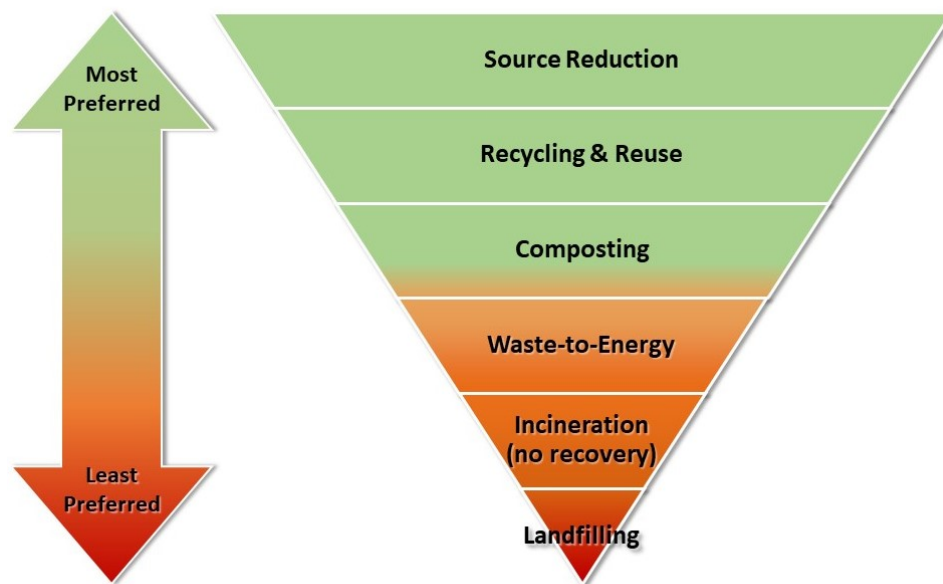 Most
Preferred
Source Reduction
Recycling & Reuse
Composting
Waste-to-Energy
Incineration
(no recovery)
Least
Preferred
Landfilling